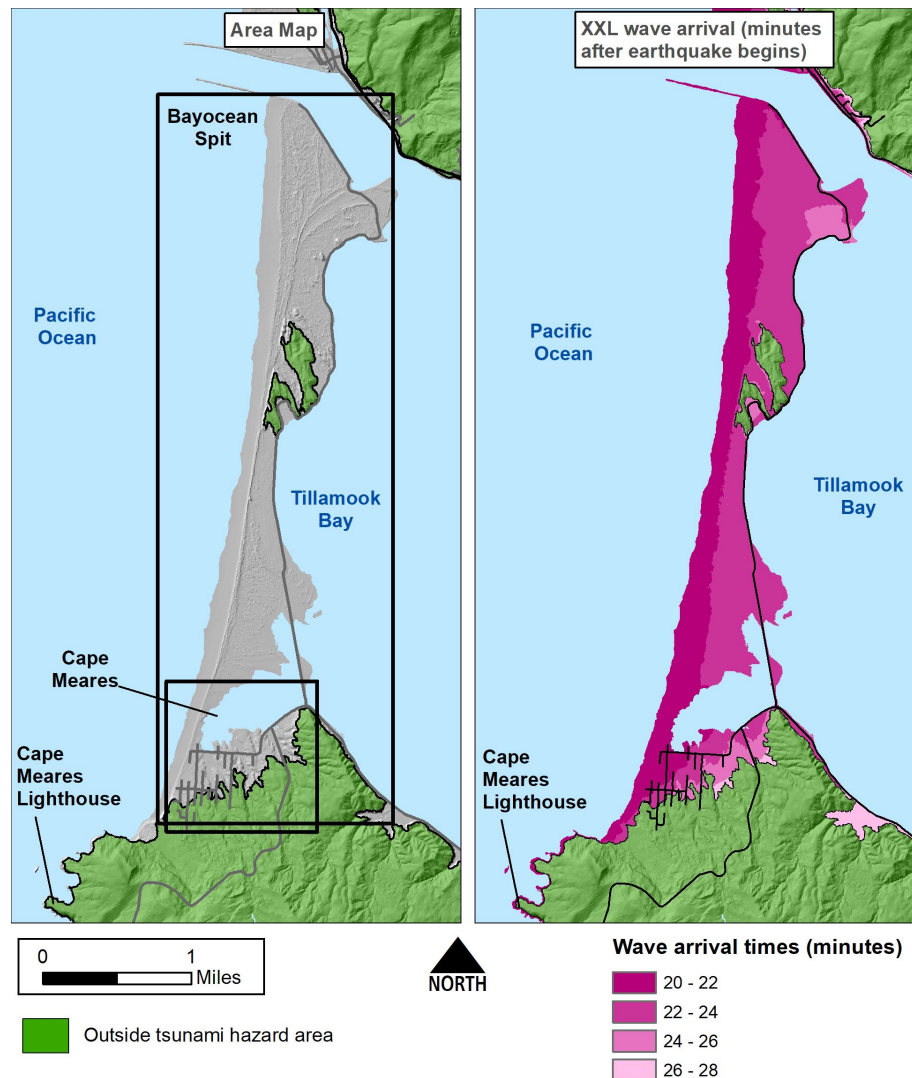 Area Map
Bayocean
Spit
Pacific
Ocean
Tillamook
Bay
Cape
Meares
Cape
Meares
Lighthouse
XXL wave arrival (minutes
after earthquake begins)
Pacific
Ocean
Tillamook
Bay
Cape
Meares
Lighthouse
0 1
Miles
NORTH
Outside tsunami hazard area
Wave arrival times (minutes)
20 - 22
22 - 24
24 - 26
26 - 28